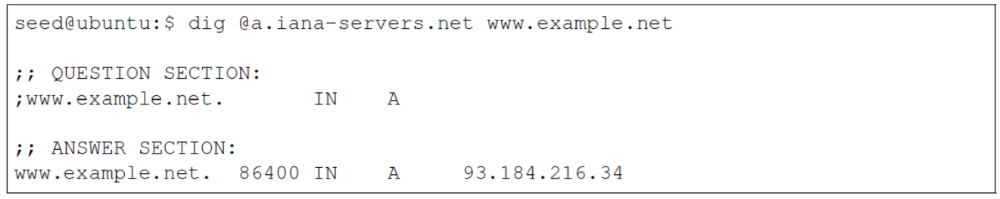 seed@ubuntu:$ dig @a.iana-servers.net www.example.net
;; QUESTION SECTION:
;www.example.net. IN A
;; ANSWER SECTION:
www.example.net. 86400 IN A 93.184.216.34